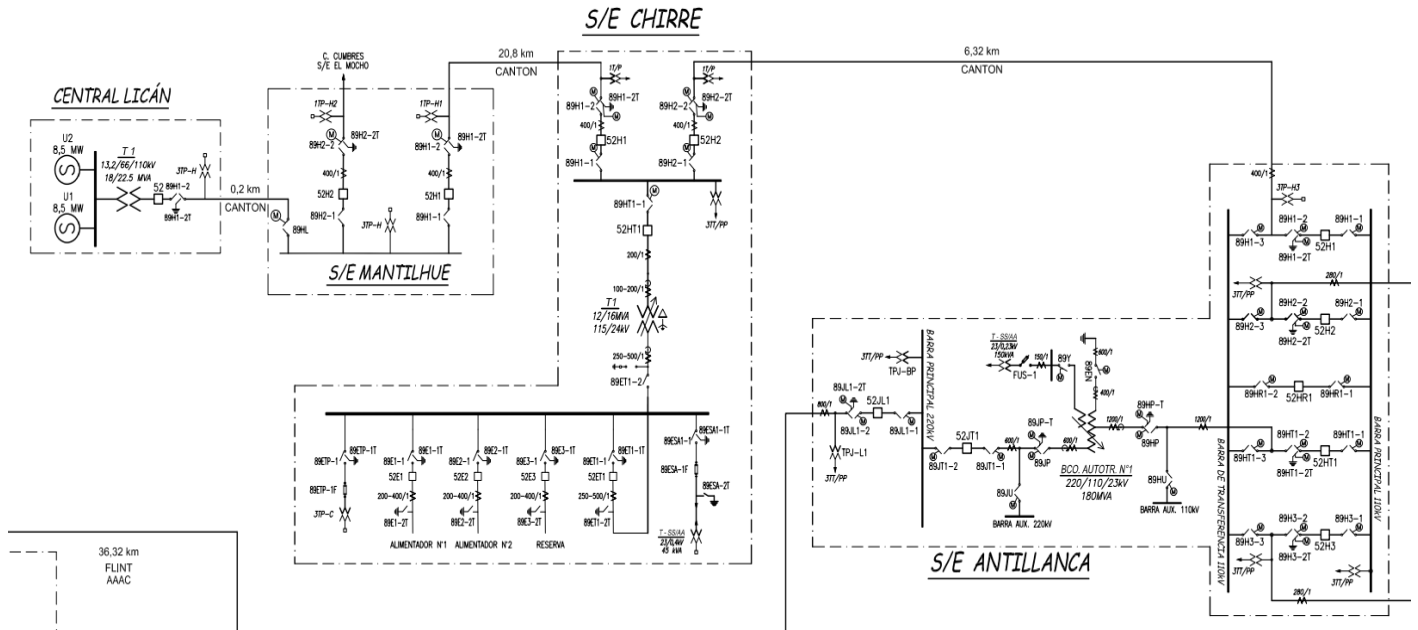 S/E CHIRRE
20,8 km
CANTON
6,32 km
CANTON
C. CUMBRES
S/E EL MOCHO
CENTRAL LICÁN
U2
8,5 MW
U1
8,5 MW
T1
13,2/66/110kV
18/22.5 MVA
52
89H1-2
89H1-2T
3TP-H
0,2 km
CANTON
1TP-H2
89H2-2T
89H2-2
400/1
52H2
89H2-1
89HL
M
M
1TP-H1
89H1-2T
89H1-2
400/1
52H1
89H1-1
M
3TP-H
S/E MANTILHUE
1T/P
89H1-2T
89H1-2
400/1
52H1
89H1-1
M
M
M
1T/P
89H2-2T
89H2-2
400/1
52H2
89H2-1
M
M
M
89HT1-1
M
3TT/PP
52HT1
200/1
100-200/1
T1
12/16MVA
115/24kV
250-500/1
89ET1-2
89ETP-1T
89ETP-1
89ETP-1F
3TP-C
89E1-1T
89E1-1
52E1
200-400/1
89E1-2T
ALIMENTADOR N°1
89E2-1T
89E2-1
52E2
200-400/1
89E2-2T
ALIMENTADOR N°2
89E3-1T
89E3-1
52E3
200-400/1
89E3-2T
RESERVA
89ET1-1T
89ET1-1
52ET1
250-500/1
89ET1-2T
89ESA1-1T
89ESA1-1
89ESA-1F
89ESA-2T
T-SS/AA
23/0,4kV
45 kVA
36,32 km
FLINT
AAAC
S/E ANTILLANCA
800/1
89JL1-2T
89JL1-2
M
M
52JL1
89JL1-1
M
TPJ-L1
3TT/PP
3TT/PP
TPJ-BP
BARRA PRINCIPAL 220kV
89JT1-2
M
52JT1
89JT1-1
M
600/1
89JU
M
BARRA AUX. 220kV
89JP-T
89JP
M
M
600/1
T-SS/AA
23/0,23kV
150kVA
FUS-1
150/1
89Y
M
600/1
89EN
M
400/1
BCO. AUTOTR. N°1
220/110/23kV
180MVA
1200/1
89HP-T
89HP
M
M
1200/1
89HU
M
BARRA AUX. 110kV
BARRA DE TRANSFERENCIA 110kV
BARRA PRINCIPAL 110kV
400/1
3TP-H3
89H1-3
M
89H1-2
M
M
89H1-2T
52H1
89H1-1
M
280/1
3TT/PP
89H2-3
M
89H2-2
M
M
89H2-2T
52H2
89H2-1
M
89HR1-2
M
52HR1
89HR1-1
M
89HT1-3
M
89HT1-2
M
M
89HT1-2T
52HT1
89HT1-1
M
89H3-3
M
89H3-2
M
M
89H3-2T
52H3
89H3-1
M
3TT/PP
3TT/PP
280/1